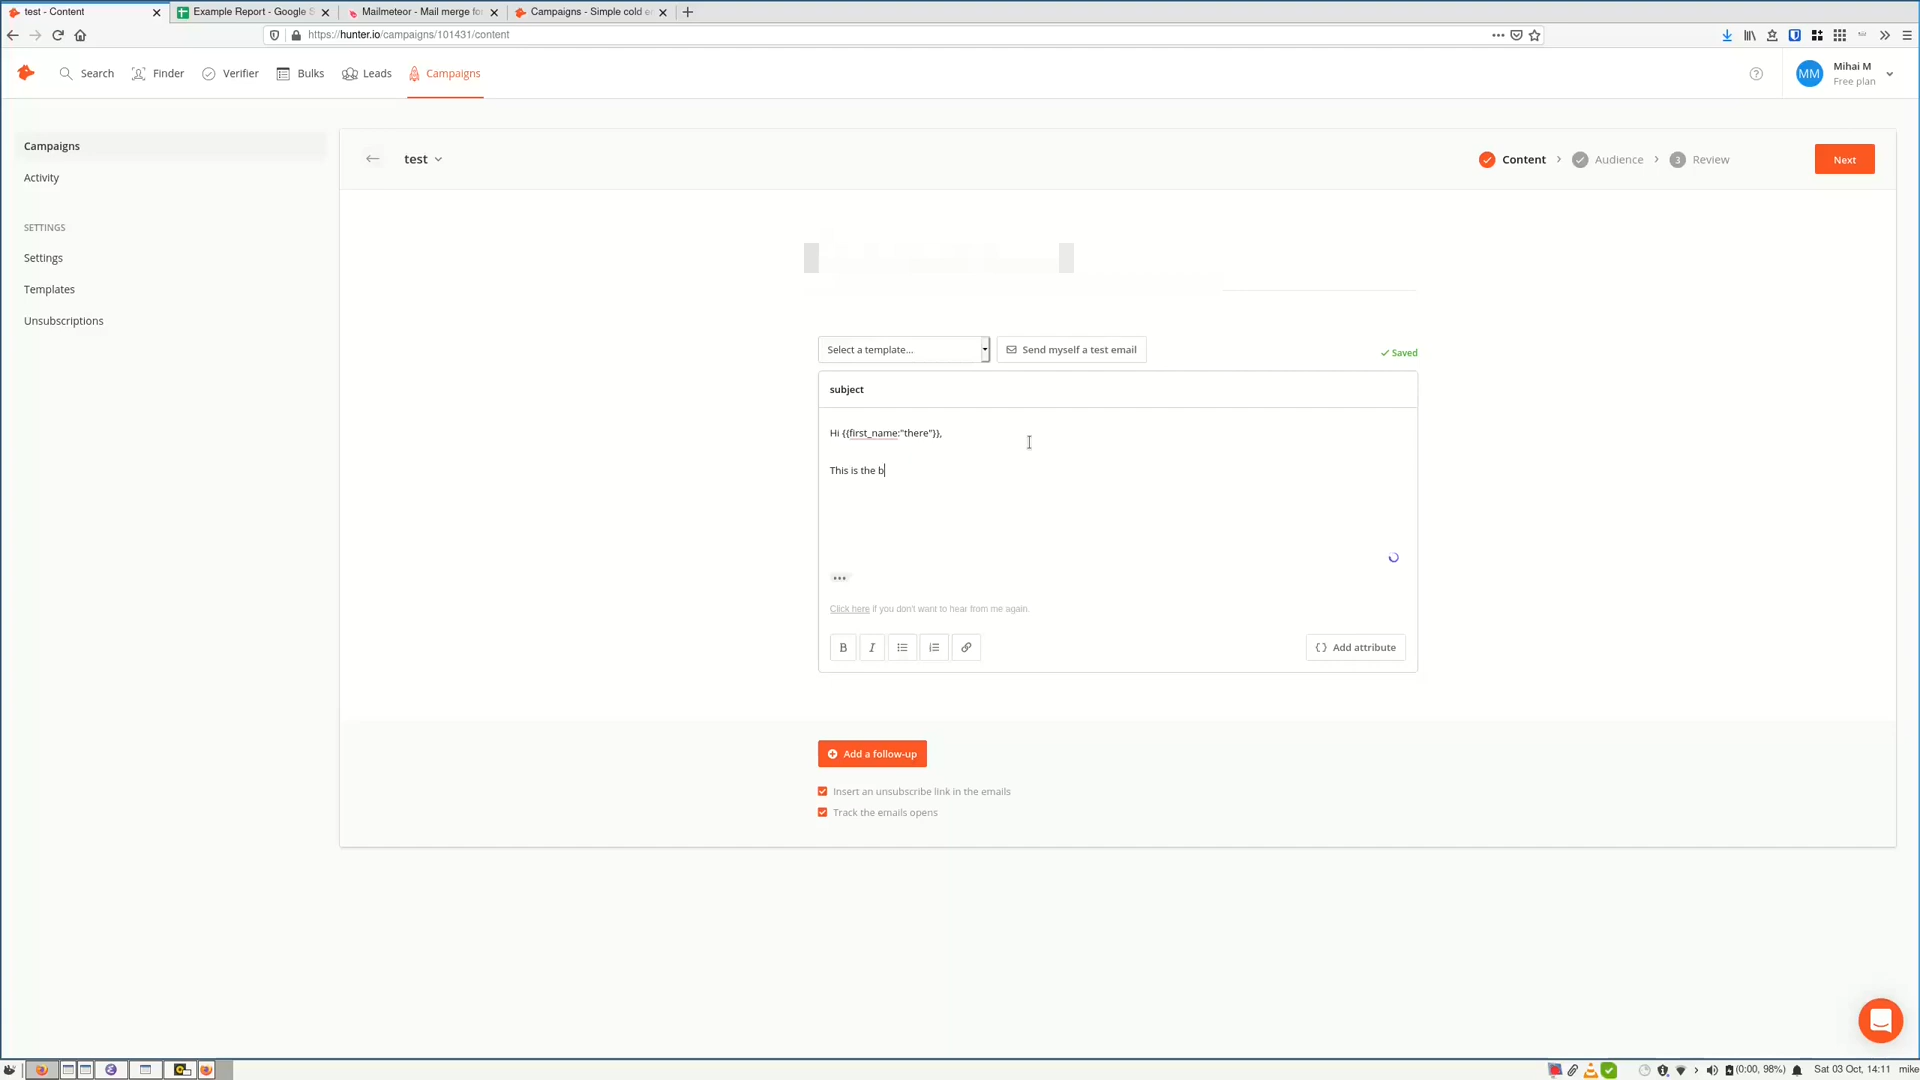 test - Content
Example Report - Google S
Mailmeteor - Mail merge fo
Campaigns - Simple cold e
https://hunter.io/campaigns/101431/content
Search
Finder
Verifier
Bulks
Leads
Campaigns
MM
Mihai M
Free plan
Campaigns
Activity
SETTINGS
Settings
Templates
Unsubscriptions
test
Content
Audience
3 Review
Next
Select a template...
Send myself a test email
Saved
subject
Hi {{first_name:"there"}},
This is the b
Click here if you don't want to hear from me again.
B
I
{} Add attribute
Add a follow-up
Insert an unsubscribe link in the emails
Track the emails opens
(0:00, 98%)
Sat 03 Oct, 14:11
mike